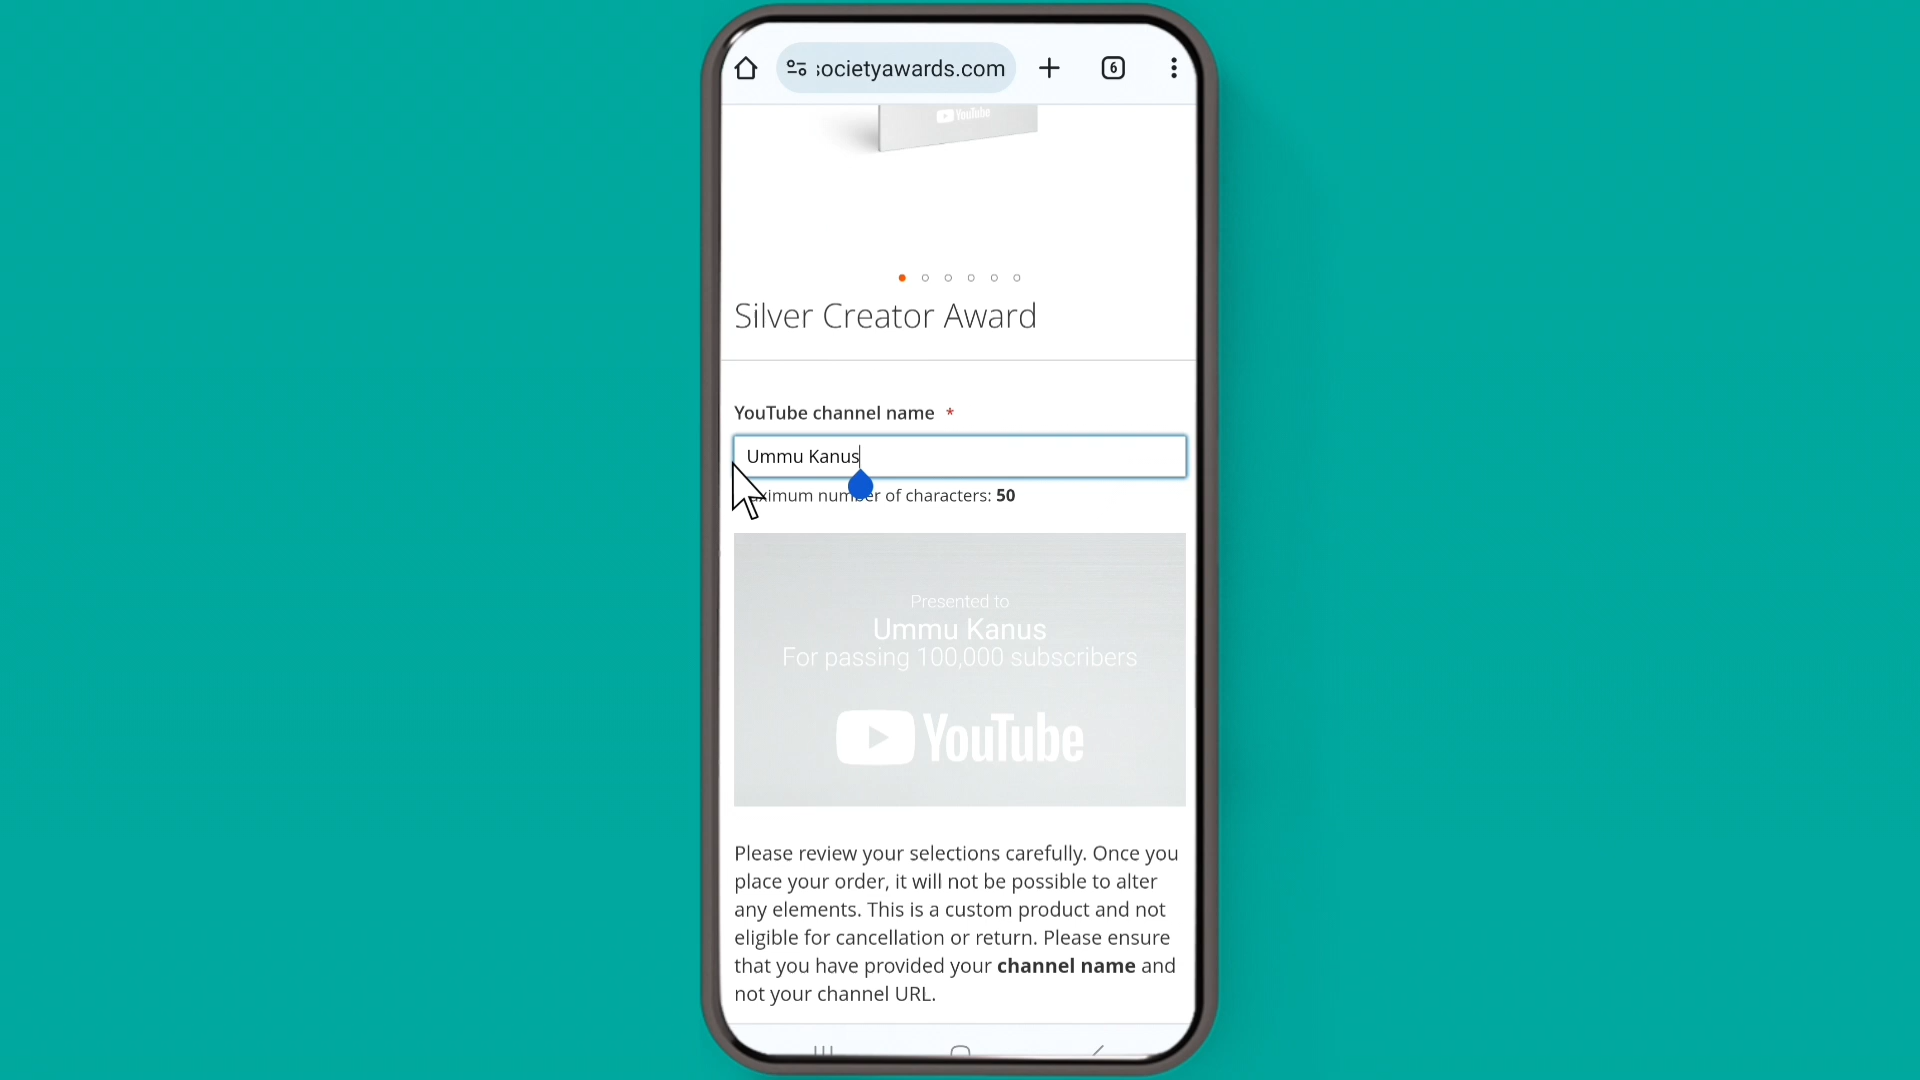 societyawards.com
6
YouTube
Silver Creator Award
YouTube channel name *
Ummu Kanus
Maximum number of characters: 50
Presented to
Ummu Kanus
For passing 100,000 subscribers
YouTube
Please review your selections carefully. Once you
place your order, it will not be possible to alter
any elements. This is a custom product and not
eligible for cancellation or return. Please ensure
that you have provided your channel name and
not your channel URL.